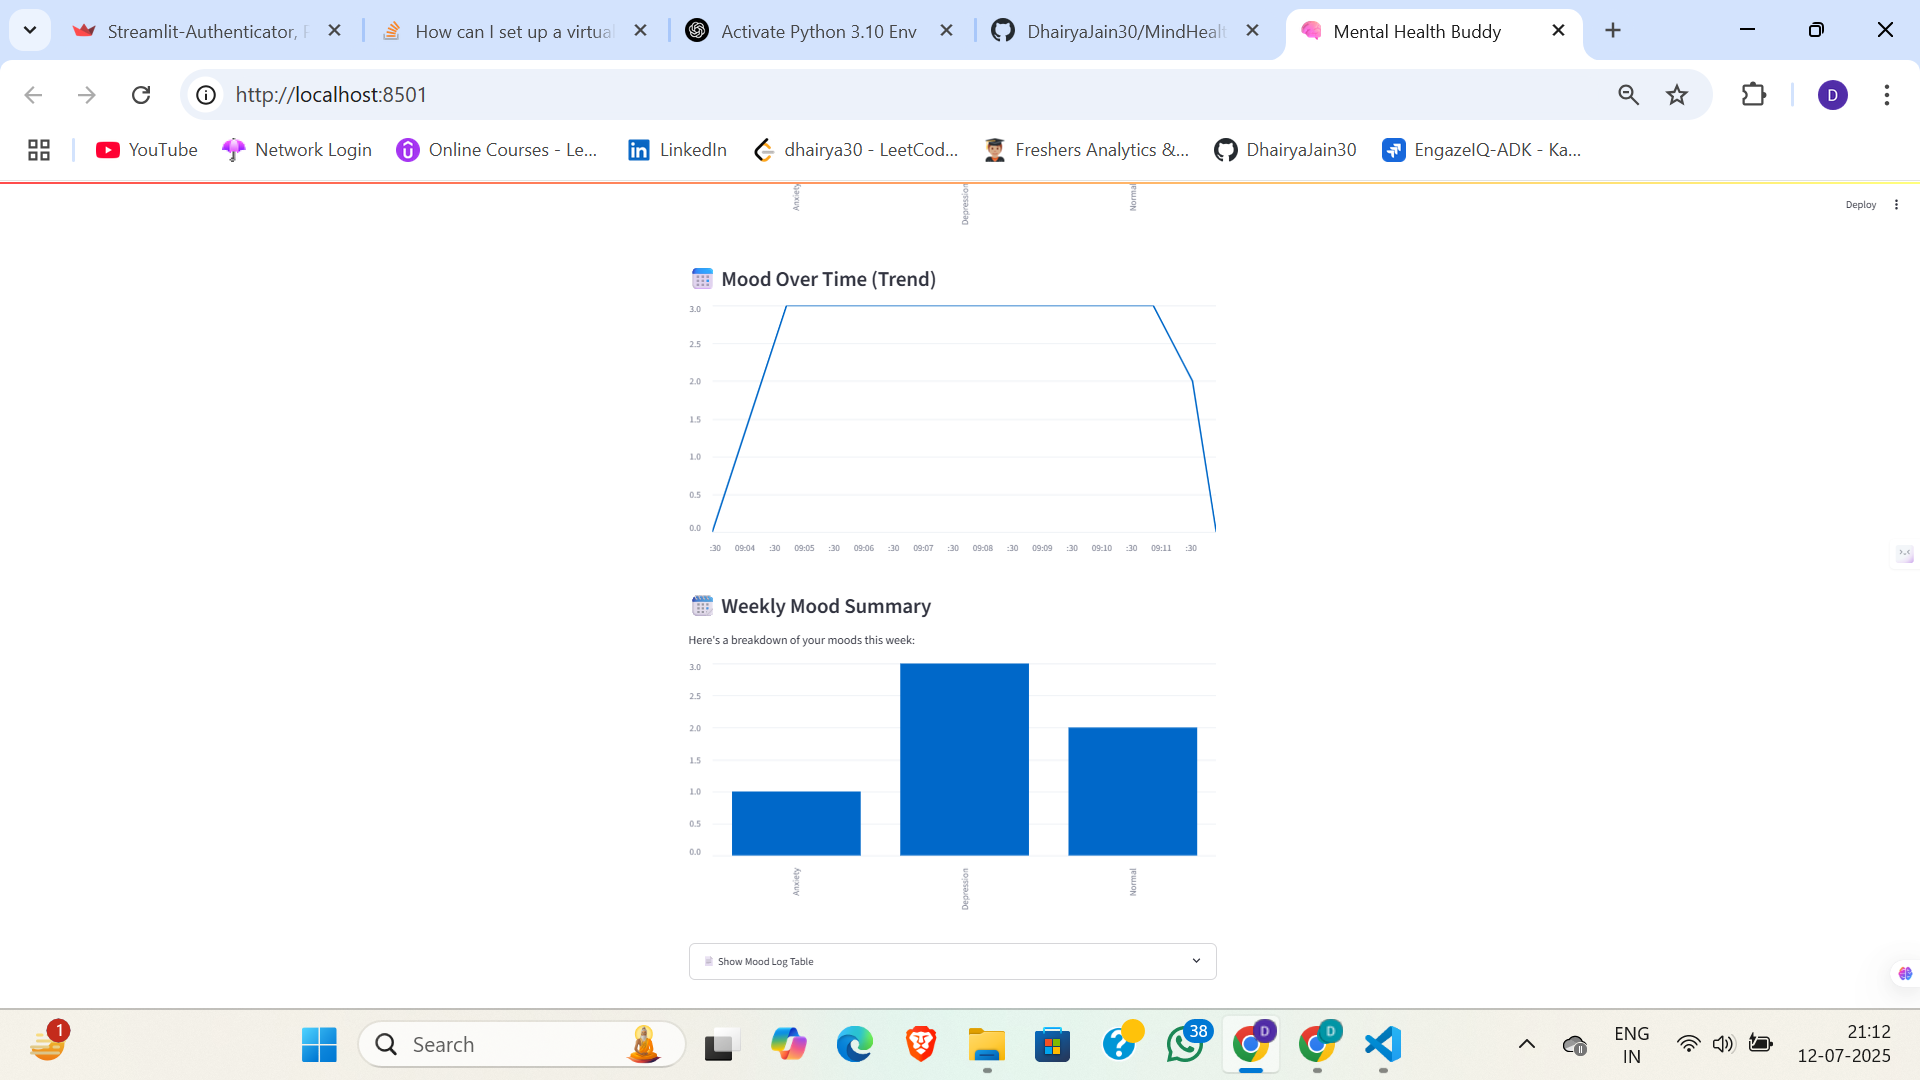 Streamlit-Authenticator,
How can I set up a virtual
Activate Python 3.10 Env
DhairyaJain30/MindHealt
Mental Health Buddy
http://localhost:8501
D
YouTube
Network Login
Online Courses - Le...
LinkedIn
dhairya30 - LeetCod...
Freshers Analytics &...
DhairyaJain30
EngazeIQ-ADK - Ka...
Anxiety
Depression
Normal
Deploy
Mood Over Time (Trend)
3.0
2.5
2.0
1.5
1.0
0.5
0.0
:30 09:04 :30 09:05 :30 09:06 :30 09:07 :30 09:08 :30 09:09 :30 09:10 :30 09:11 :30
Weekly Mood Summary
Here's a breakdown of your moods this week:
3.0
2.5
2.0
1.5
1.0
0.5
0.0
Anxiety
Depression
Normal
Show Mood Log Table
1
Search
38
D
D
ENG
IN
21:12
12-07-2025